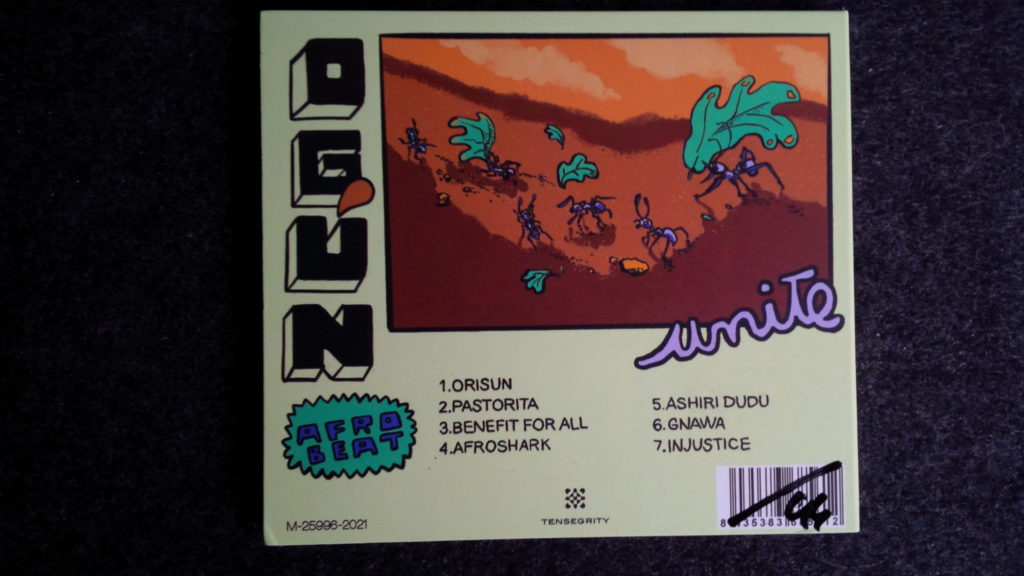 OGUN
AFRO
BEAT
unite
1.ORISUN
2.PASTORITA
3.BENEFIT FOR ALL
4.AFROSHARK
5.ASHIRI DUDU
6.GNAWA
7.INJUSTICE
M-25996-2021
TENSEGRITY